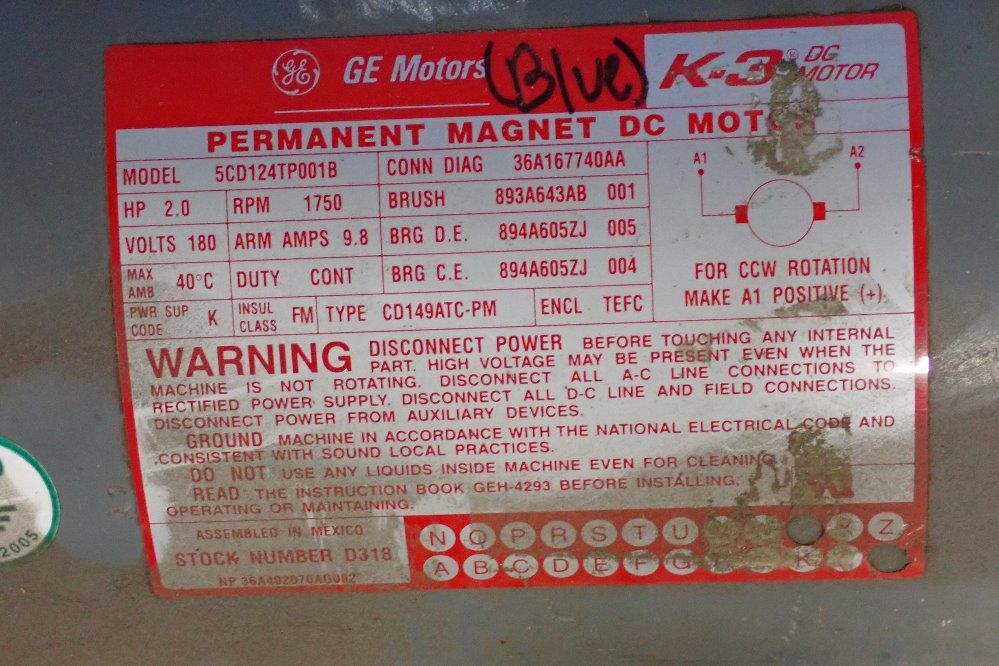 GE GE Motors (Blue) K-3® DC MOTOR
PERMANENT MAGNET DC
MODEL 5CD124TP001B CONN DIAG 36A167740AA
HP 2.0 RPM 1750 BRUSH 893A643AB 001
VOLTS 180 ARM AMPS 9.8 BRG D.E. 894A605ZJ 005
MAX AMB 40°C DUTY CONT BRG C.E. 894A605ZJ 004
PWR SUP CODE K INSUL CLASS FM TYPE CD149ATC-PM ENCL TEFC
A1 A2
FOR CCW ROTATION
MAKE A1 POSITIVE (+)
WARNING DISCONNECT POWER BEFORE TOUCHING ANY INTERNAL
PART. HIGH VOLTAGE MAY BE PRESENT EVEN WHEN THE
MACHINE IS NOT ROTATING. DISCONNECT ALL A-C LINE CONNECTIONS TO
RECTIFIED POWER SUPPLY. DISCONNECT ALL D-C LINE AND FIELD CONNECTIONS.
DISCONNECT POWER FROM AUXILIARY DEVICES.
GROUND MACHINE IN ACCORDANCE WITH THE NATIONAL ELECTRICAL CODE AND
CONSISTENT WITH SOUND LOCAL PRACTICES.
DO NOT USE ANY LIQUIDS INSIDE MACHINE EVEN FOR CLEANING.
READ THE INSTRUCTION BOOK GEH-4293 BEFORE INSTALLING,
OPERATING OR MAINTAINING.
ASSEMBLED IN MEXICO
STOCK NUMBER D318
NP 36A492070AG002
N O P R S T U Z
A B C D E F G K
2005